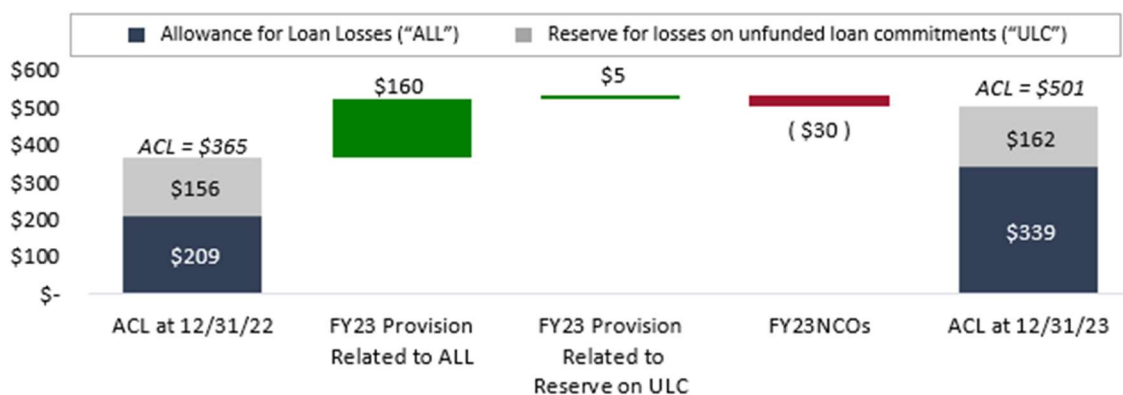 Allowance for Loan Losses (“ALL”) Reserve for losses on unfunded loan commitments (“ULC”)
$600
$500
$400
$300
$200
$100
$-
ACL = $365
$156
$209
$160
$5
( $30 )
ACL = $501
$162
$339
ACL at 12/31/22
FY23 Provision
Related to ALL
FY23 Provision
Related to
Reserve on ULC
FY23NCOs
ACL at 12/31/23